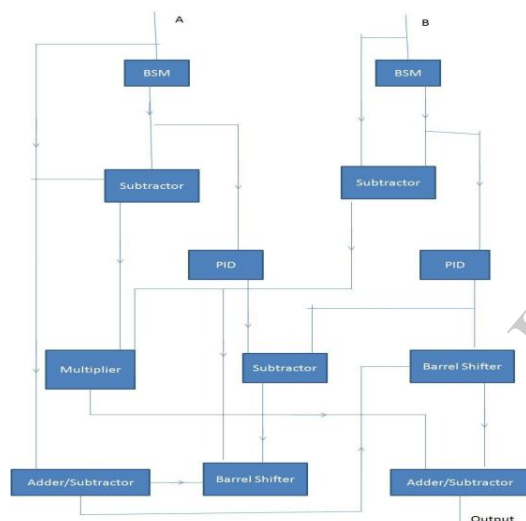 A
B
BSM
BSM
Subtractor
Subtractor
PID
PID
Multiplier
Subtractor
Barrel Shifter
Adder/Subtractor
Barrel Shifter
Adder/Subtractor
Output